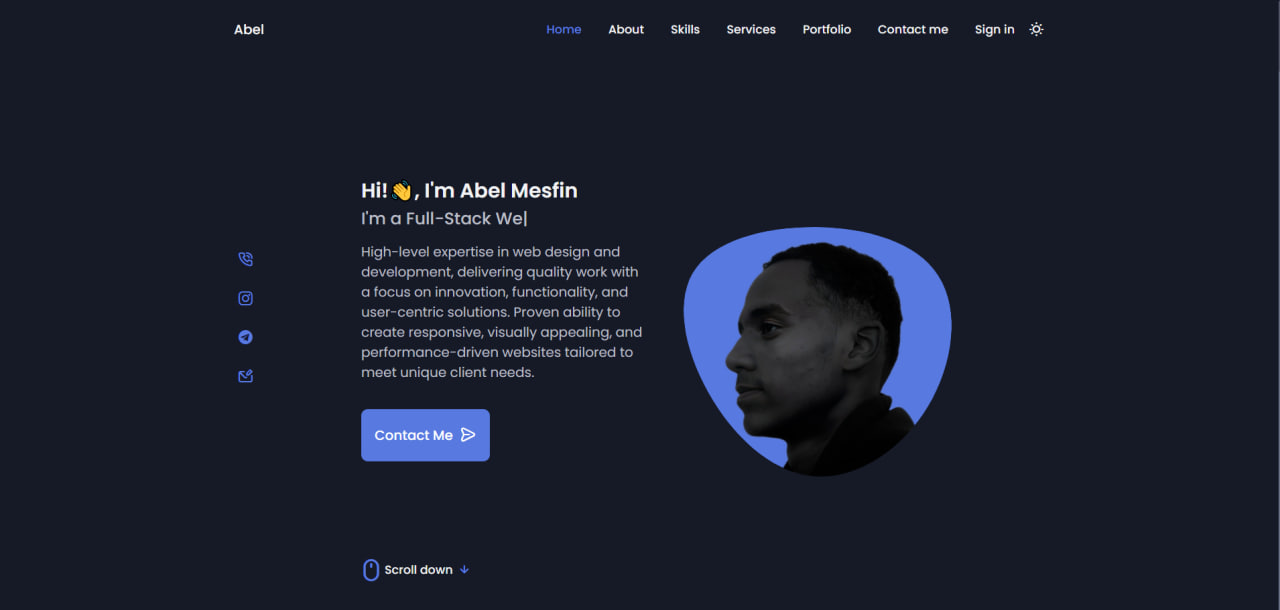 Abel
Home About Skills Services Portfolio Contact me Sign in
Hi!👋, I'm Abel Mesfin
I'm a Full-Stack We|
High-level expertise in web design and
development, delivering quality work with
a focus on innovation, functionality, and
user-centric solutions. Proven ability to
create responsive, visually appealing, and
performance-driven websites tailored to
meet unique client needs.
Contact Me
Scroll down